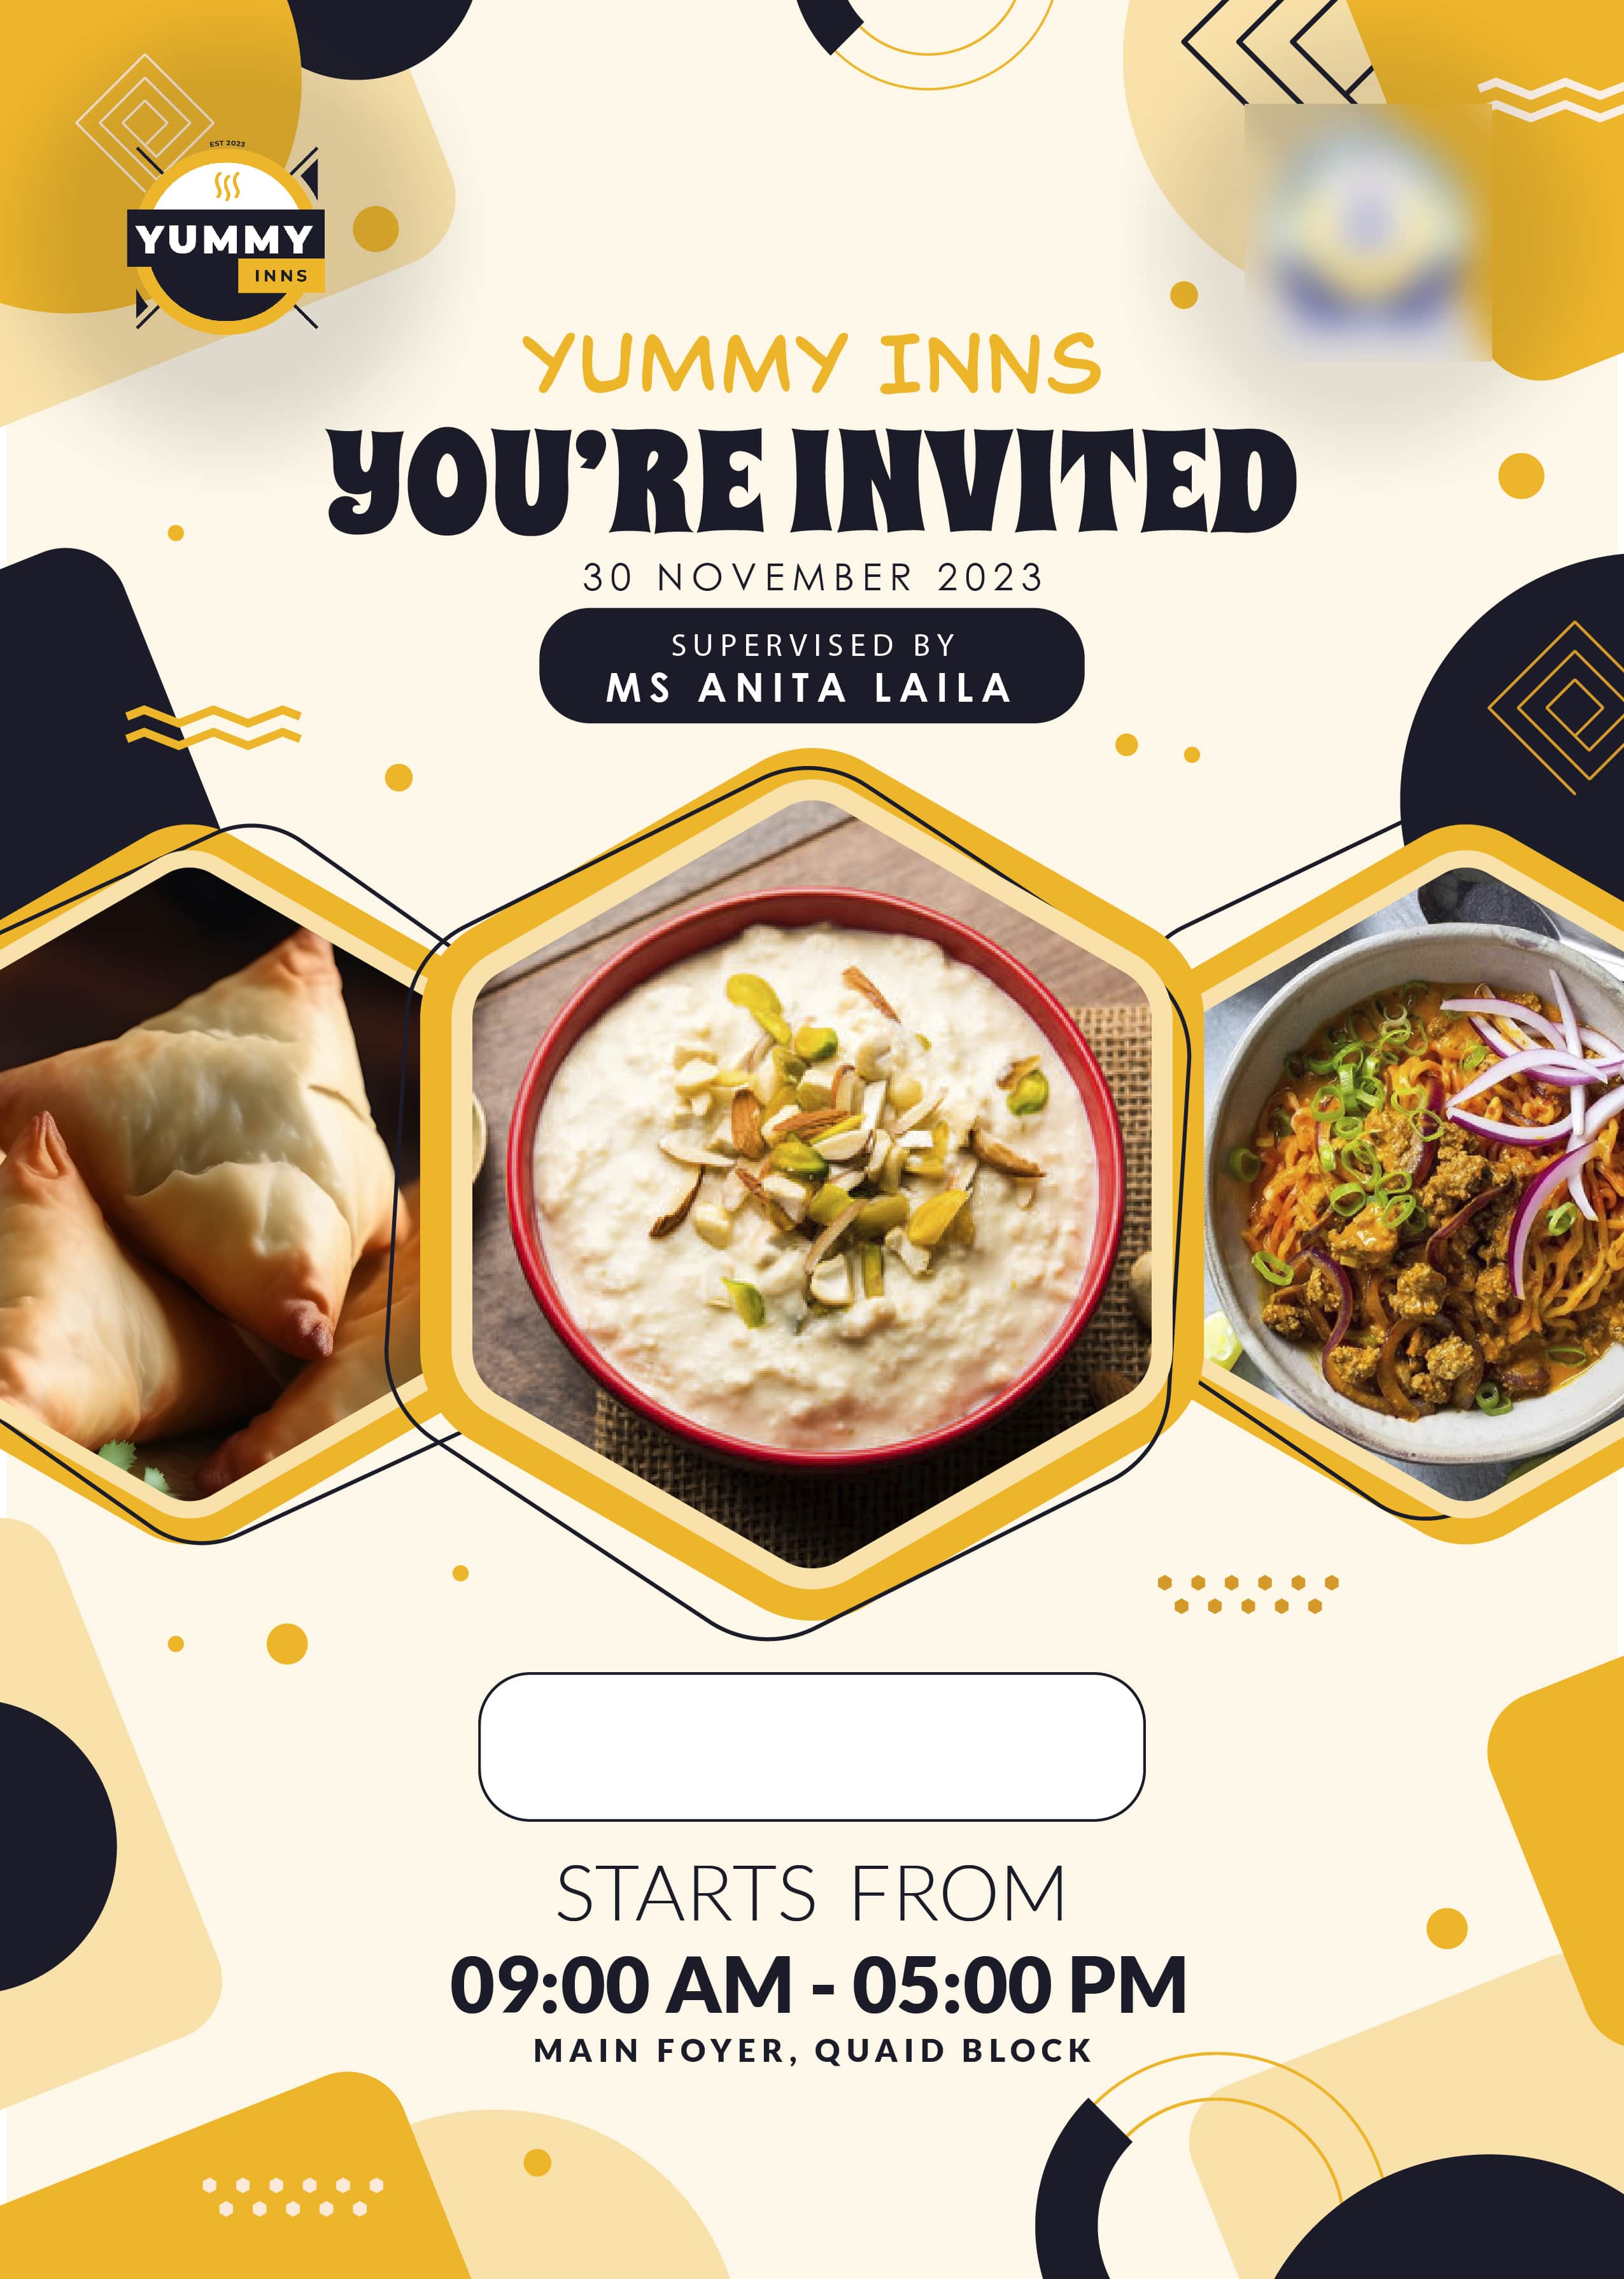 EST 2023
YUMMY
INNS
YUMMY INNS
YOU'RE INVITED
30 NOVEMBER 2023
SUPERVISED BY
MS ANITA LAILA
STARTS FROM
09:00 AM - 05:00 PM
MAIN FOYER, QUAID BLOCK